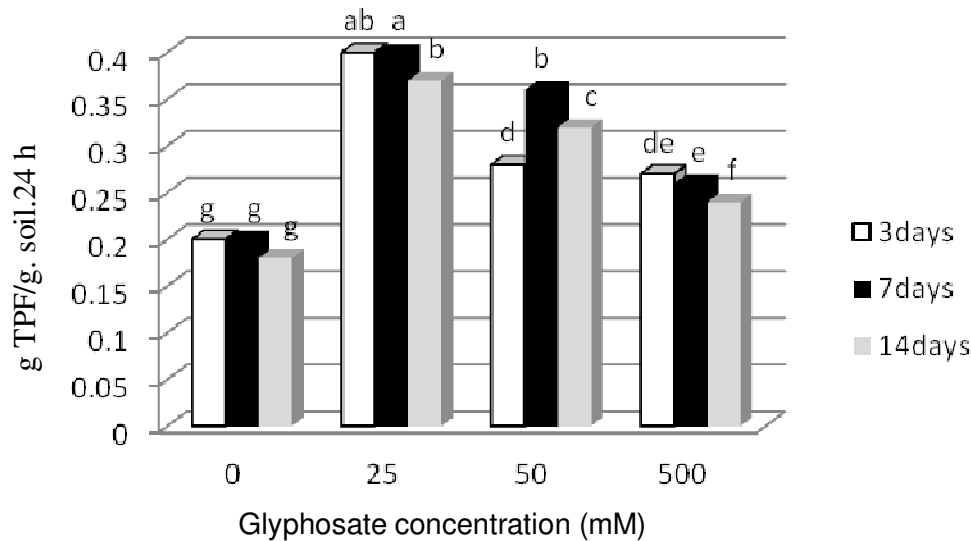 ab a
b b
c
d
de e
f
g g
g
0.4
0.35
0.3
0.25
0.2
0.15
0.1
0.05
0
g TPF/g. soil.24 h
3days
7days
14days
0 25 50 500
Glyphosate concentration (mM)